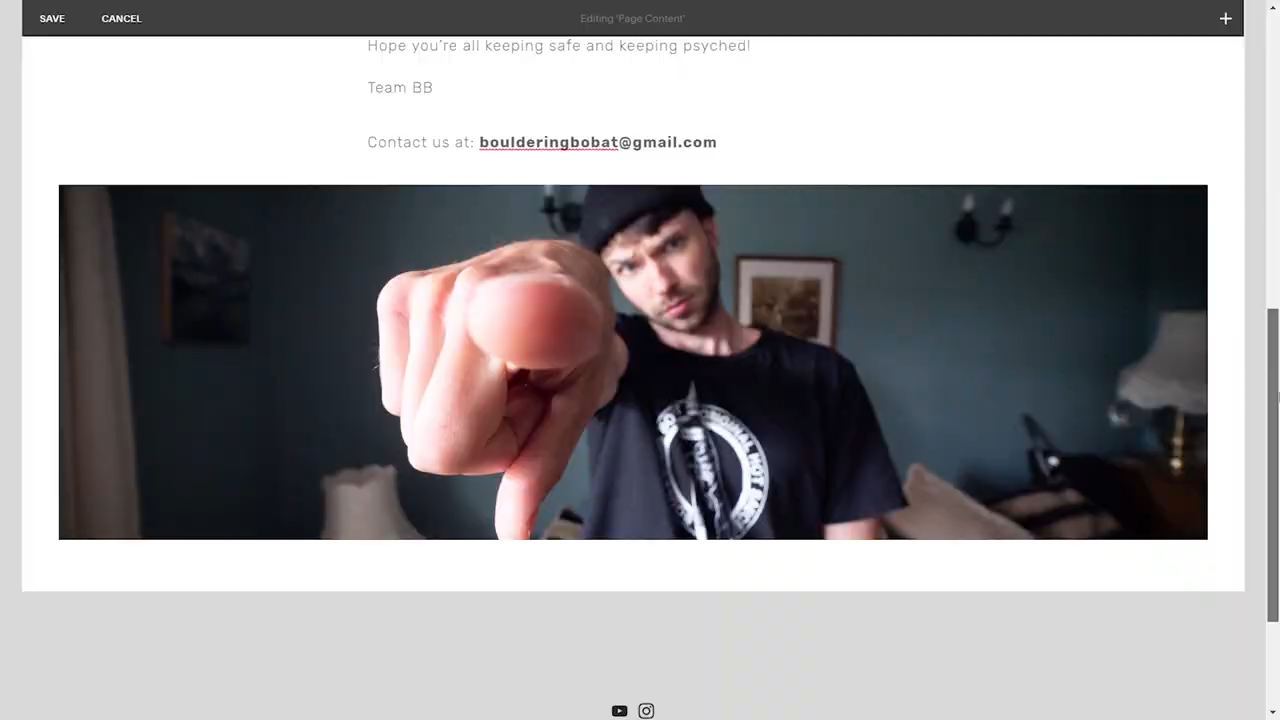 SAVE CANCEL Editing 'Page Content' +
Hope you're all keeping safe and keeping psyched!
Team BB
Contact us at: boulderingbobat@gmail.com